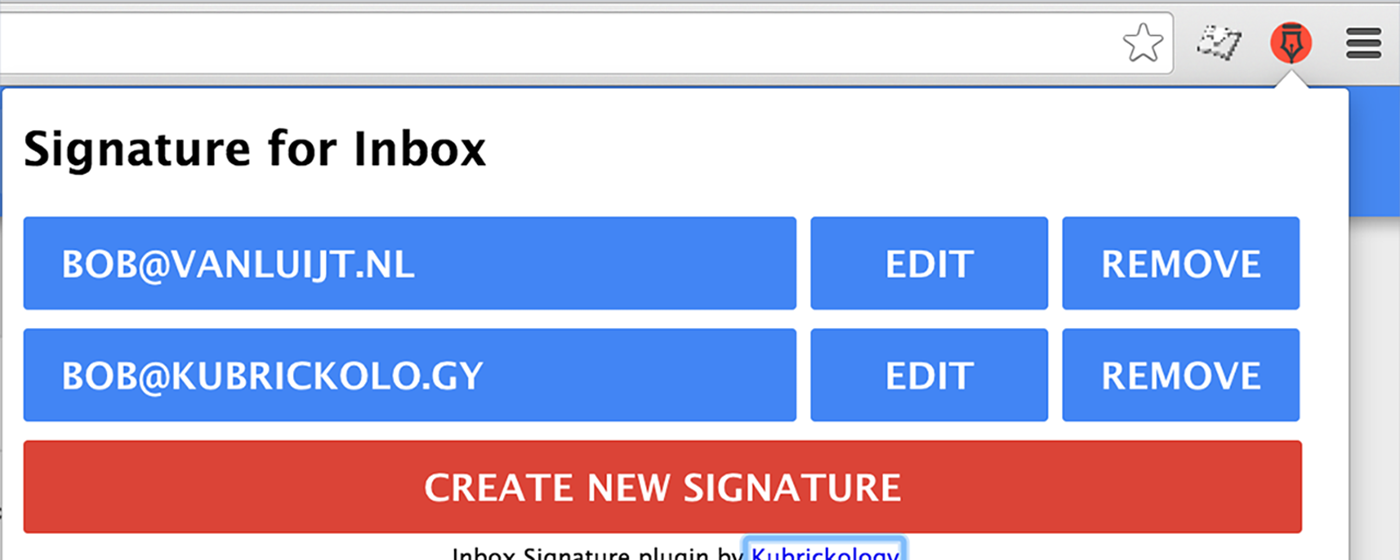 Signature for Inbox
BOB@VANLUIJT.NL EDIT REMOVE
BOB@KUBRICKOLO.GY EDIT REMOVE
CREATE NEW SIGNATURE
Inbox Signature plugin by Kubrickology